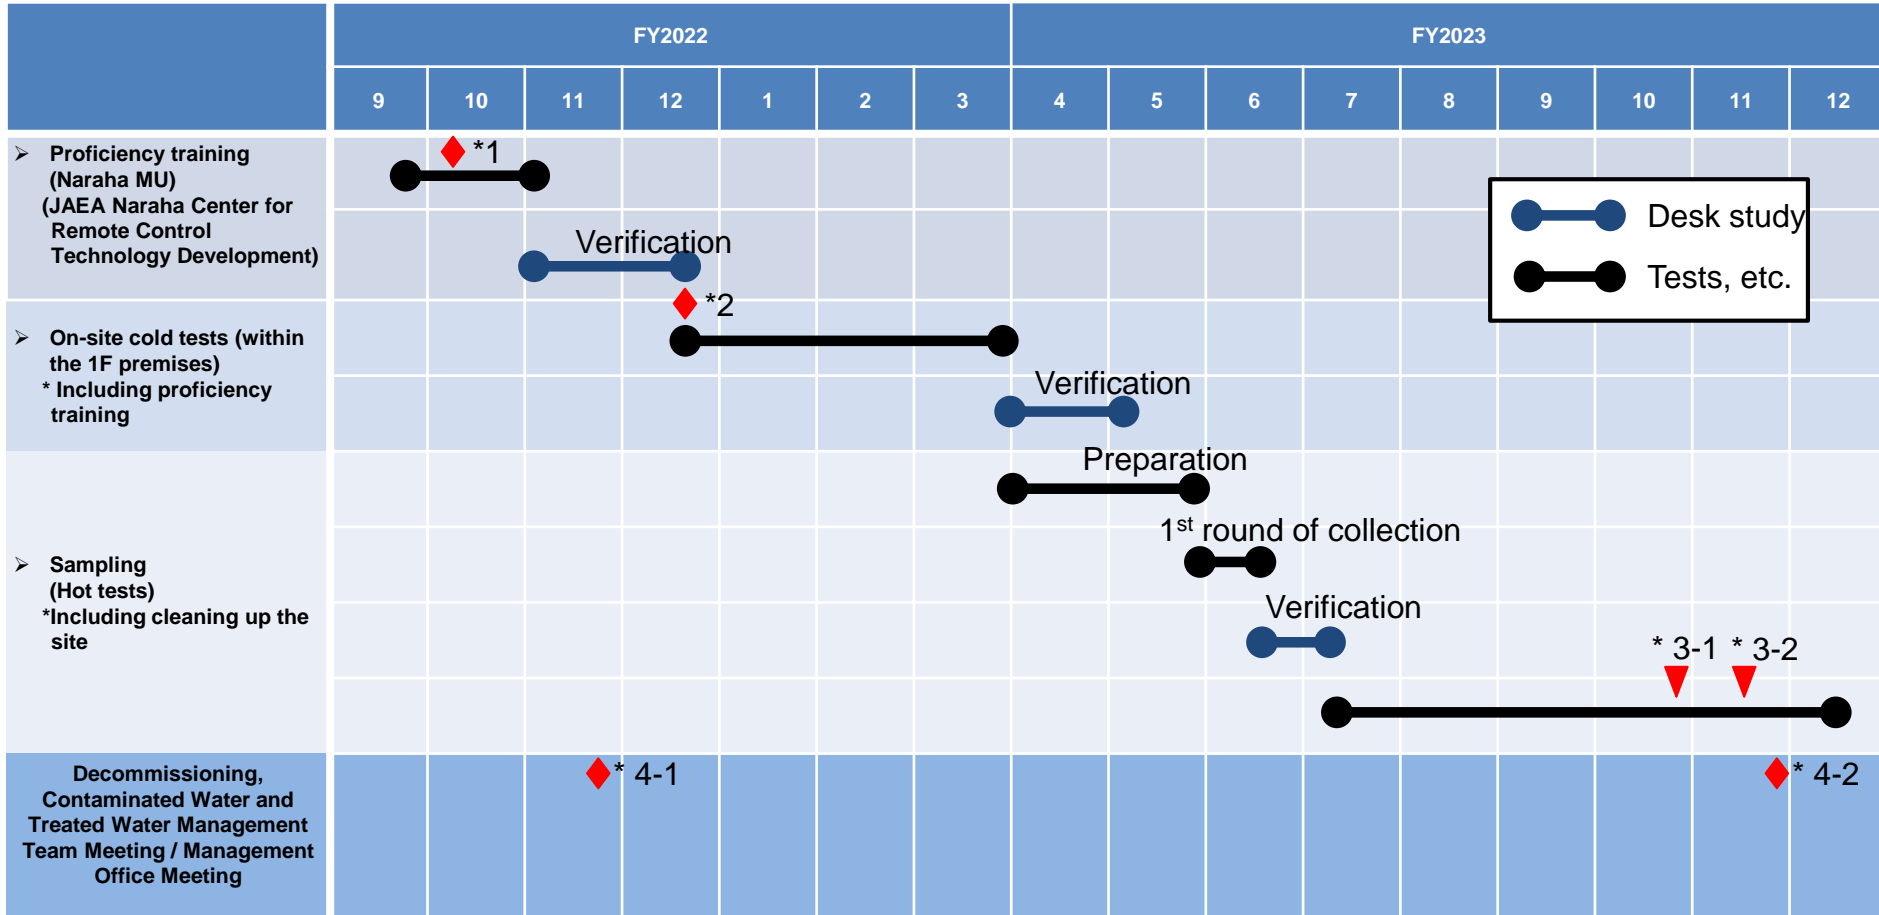 FY2022
FY2023
9 10 11 12 1 2 3 4 5 6 7 8 9 10 11 12
➢ Proficiency training
(Naraha MU)
(JAEA Naraha Center for
Remote Control
Technology Development)
*1
Verification
Desk study
Tests, etc.
➢ On-site cold tests (within
the 1F premises)
* Including proficiency
training
*2
Verification
➢ Sampling
(Hot tests)
*Including cleaning up the
site
Preparation
1st round of collection
Verification
* 3-1 * 3-2
Decommissioning,
Contaminated Water and
Treated Water Management
Team Meeting / Management
Office Meeting
* 4-1
* 4-2